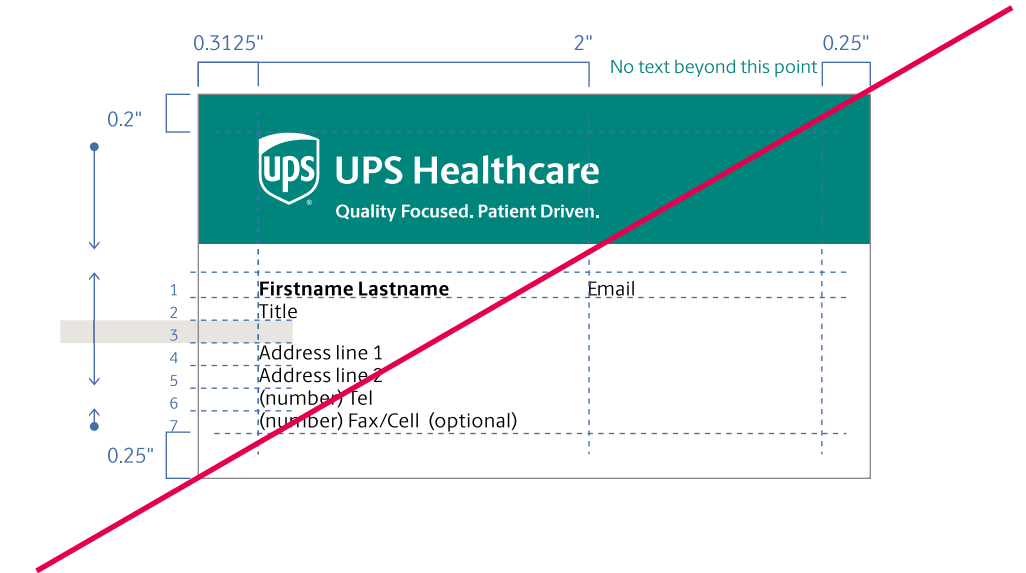 0.3125" 2" 0.25"
No text beyond this point
0.2"
ups UPS Healthcare
®
Quality Focused. Patient Driven.
1 Firstname Lastname Email
2 Title
3
4 Address line 1
5 Address line 2
6 (number) Tel
7 (number) Fax/Cell (optional)
0.25"